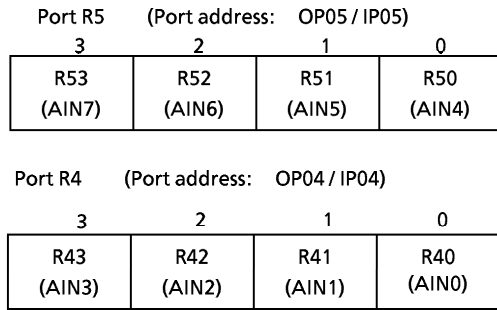 Port R5 (Port address: OP05 / IP05)
3 2 1 0
R53 R52 R51 R50
(AIN7) (AIN6) (AIN5) (AIN4)
Port R4 (Port address: OP04 / IP04)
3 2 1 0
R43 R42 R41 R40
(AIN3) (AIN2) (AIN1) (AIN0)